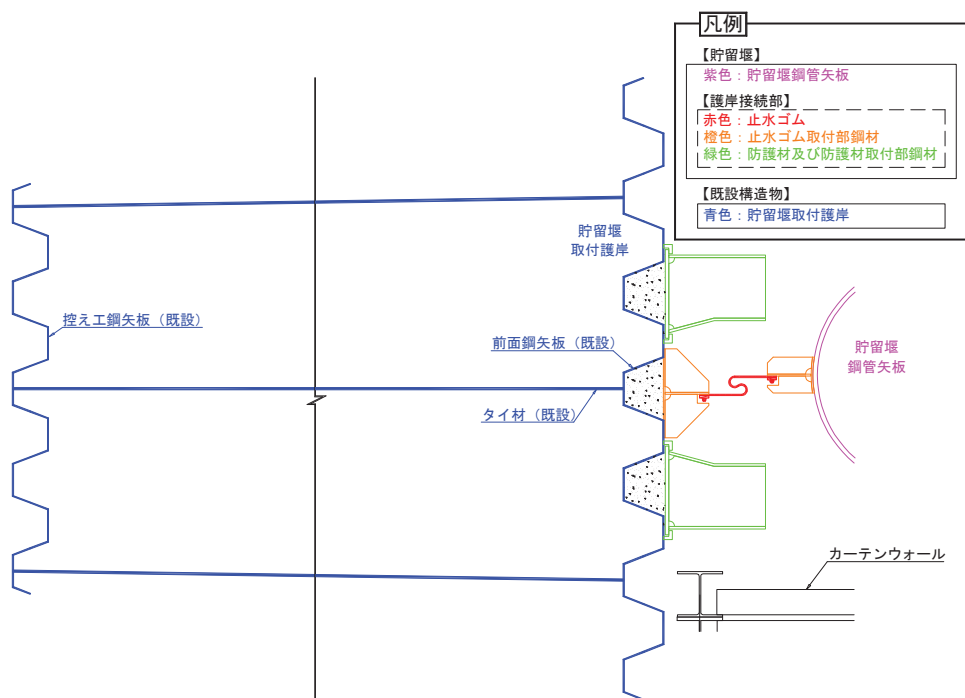 凡例
【貯留堰】
紫色：貯留堰鋼管矢板
【護岸接続部】
赤色：止水ゴム
橙色：止水ゴム取付部鋼材
緑色：防護材及び防護材取付部鋼材
【既設構造物】
青色：貯留堰取付護岸
貯留堰
取付護岸
控え工鋼矢板（既設）
前面鋼矢板（既設）
タイ材（既設）
貯留堰
鋼管矢板
カーテンウォール